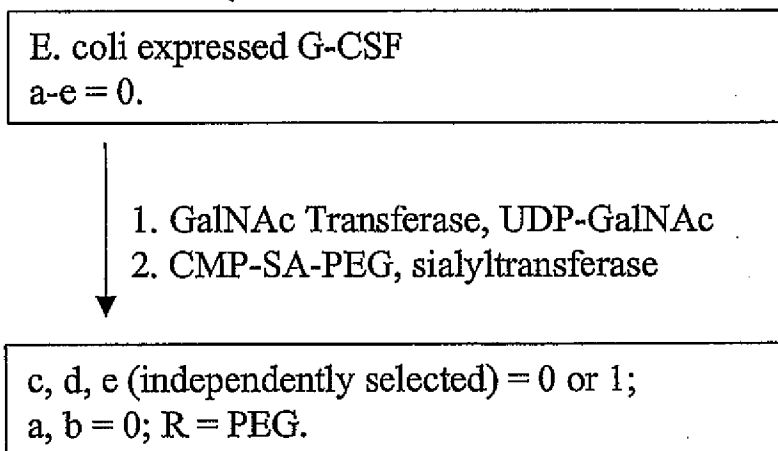 E. coli expressed G-CSF
a-e = 0.
1. GalNAc Transferase, UDP-GalNAc
2. CMP-SA-PEG, sialyltransferase
c, d, e (independently selected) = 0 or 1;
a, b = 0; R = PEG.